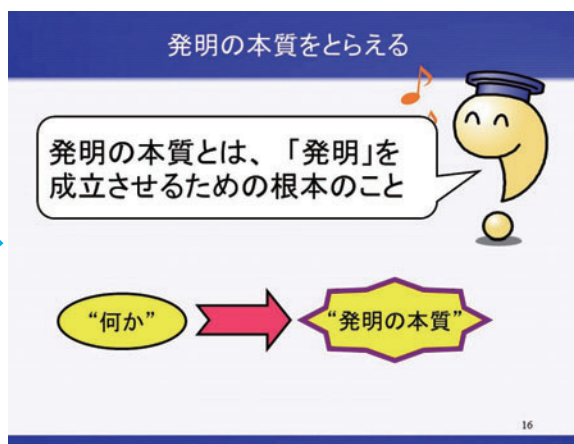 発明の本質をとらえる
発明の本質とは、「発明」を
成立させるための根本のこと
“何か”
“発明の本質”
16